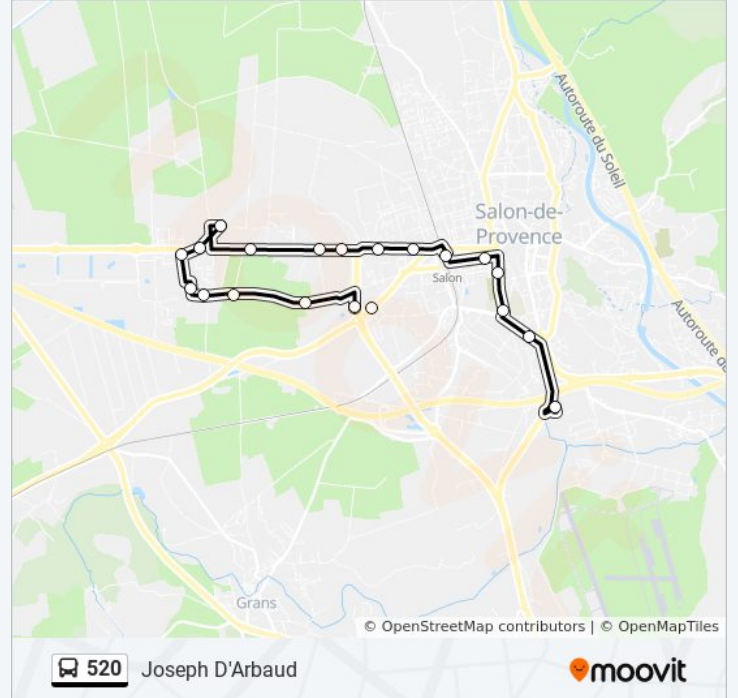 Autoroute du Soleil
Salon-de-
Provence
Salon
Autoroute du
Grans
© OpenStreetMap contributors | © OpenMapTiles
520 Joseph D'Arbaud
moovit